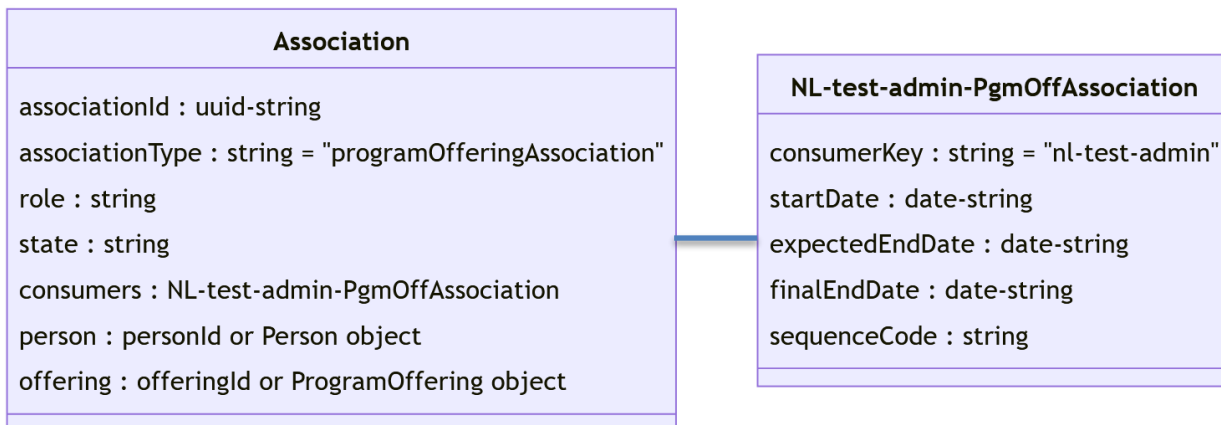 Association
associationId : uuid-string
associationType : string = "programOfferingAssociation"
role : string
state : string
consumers : NL-test-admin-PgmOffAssociation
person : personId or Person object
offering : offeringId or ProgramOffering object
NL-test-admin-PgmOffAssociation
consumerKey : string = "nl-test-admin"
startDate : date-string
expectedEndDate : date-string
finalEndDate : date-string
sequenceCode : string